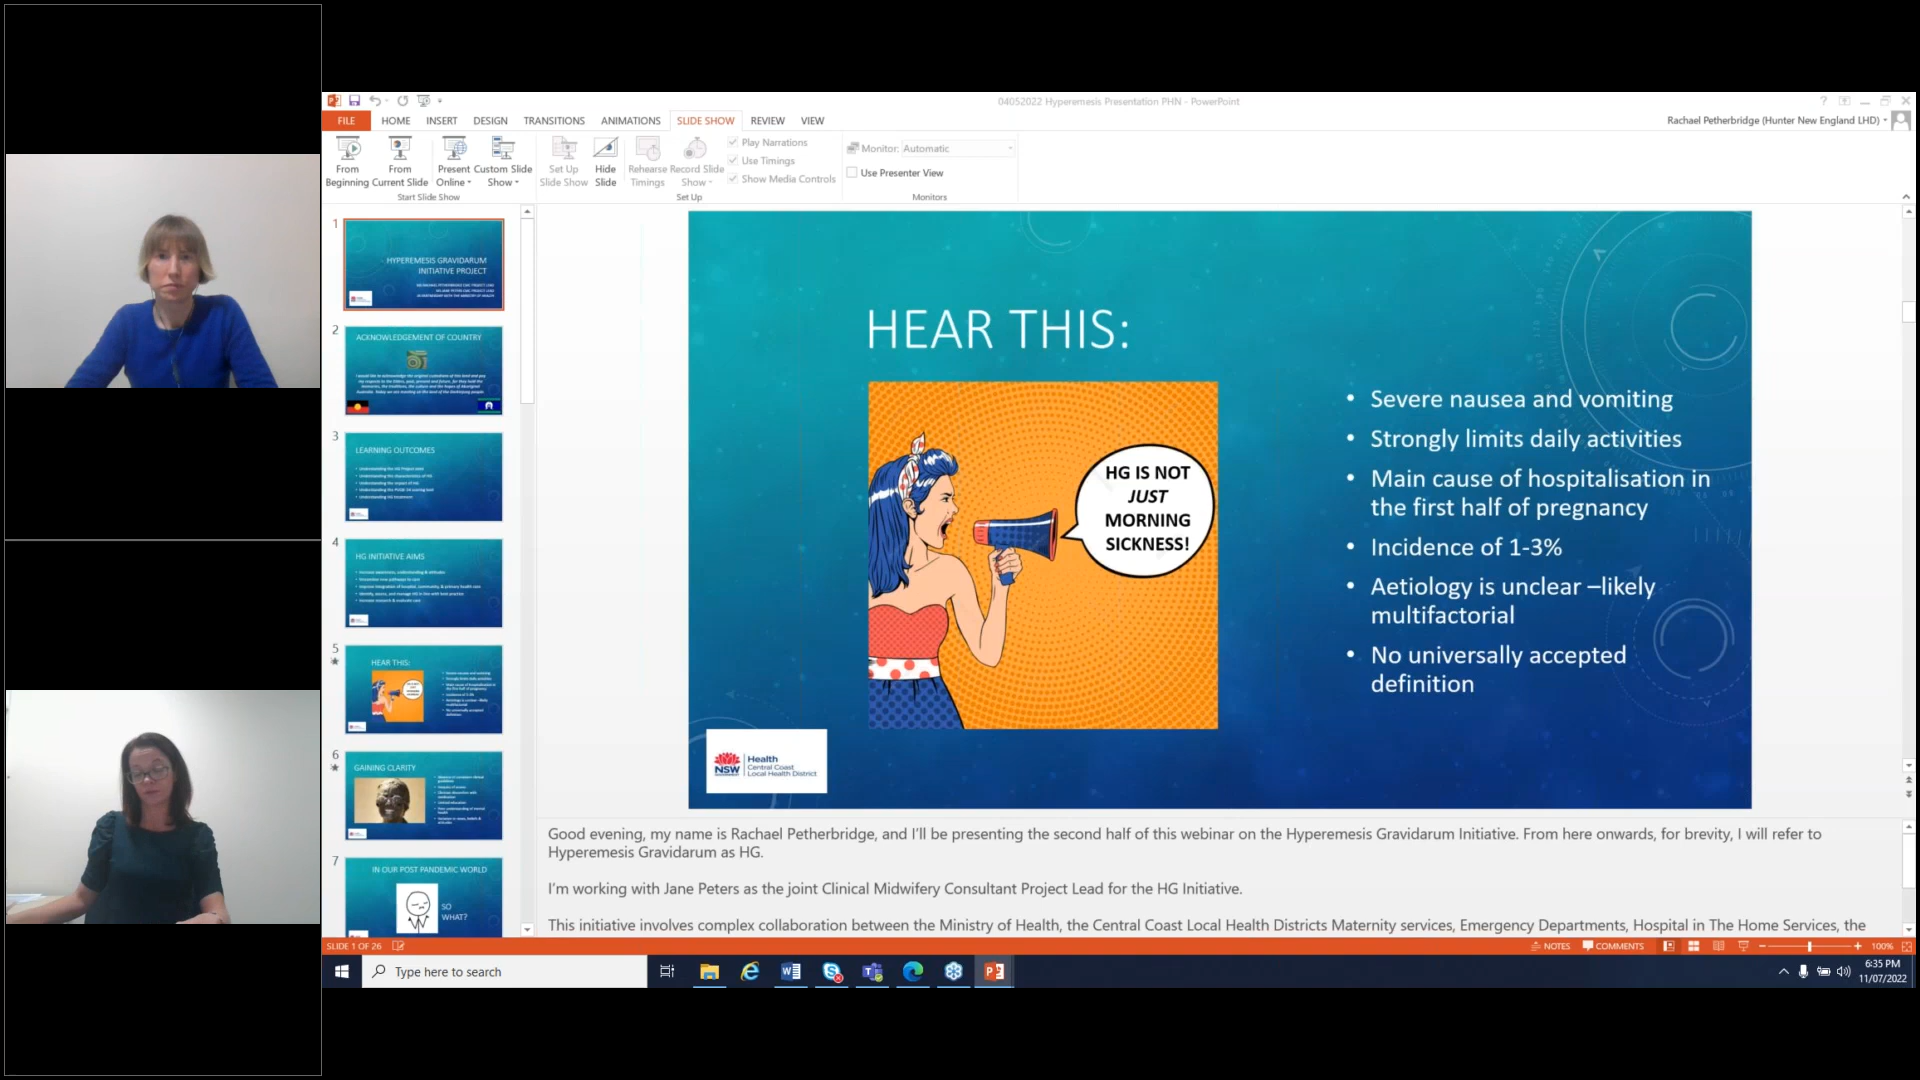 04052022 Hyperemesis Presentation PHN - PowerPoint
FILE HOME INSERT DESIGN TRANSITIONS ANIMATIONS SLIDE SHOW REVIEW VIEW
Rachael Petherbridge (Hunter New England LHD)
From Beginning
From Current Slide
Present Online
Custom Slide Show
Set Up Slide Show
Hide Slide
Rehearse Timings
Record Slide Show
Play Narrations
Use Timings
Show Media Controls
Monitor: Automatic
Use Presenter View
Start Slide Show
Set Up
Monitors
1
HYPEREMESIS GRAVIDARUM
INITIATIVE PROJECT
2
ACKNOWLEDGEMENT OF COUNTRY
3
LEARNING OUTCOMES
4
HG INITIATIVE AIMS
5
HEAR THIS:
6
GAINING CLARITY
7
IN OUR POST PANDEMIC WORLD
SO
WHAT?
HEAR THIS:
HG IS NOT
JUST
MORNING
SICKNESS!
• Severe nausea and vomiting
• Strongly limits daily activities
• Main cause of hospitalisation in
the first half of pregnancy
• Incidence of 1-3%
• Aetiology is unclear –likely
multifactorial
• No universally accepted
definition
NSW
Health
Central Coast
Local Health District
Good evening, my name is Rachael Petherbridge, and I'll be presenting the second half of this webinar on the Hyperemesis Gravidarum Initiative. From here onwards, for brevity, I will refer to
Hyperemesis Gravidarum as HG.
I'm working with Jane Peters as the joint Clinical Midwifery Consultant Project Lead for the HG Initiative.
This initiative involves complex collaboration between the Ministry of Health, the Central Coast Local Health Districts Maternity services, Emergency Departments, Hospital in The Home Services, the
SLIDE 1 OF 26
NOTES
COMMENTS
100%
Type here to search
6:35 PM
11/07/2022